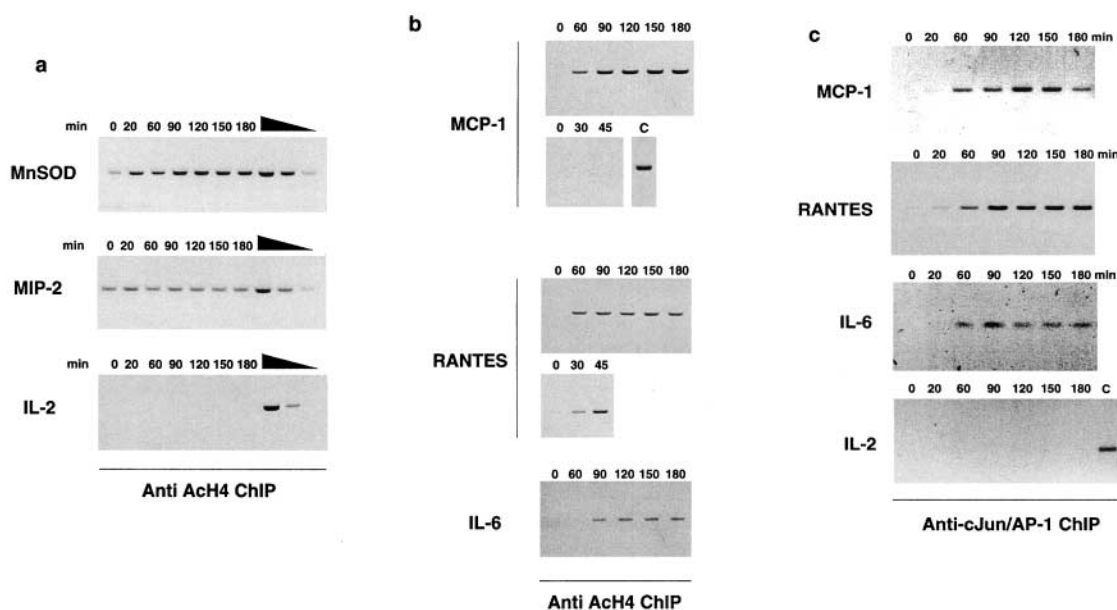 a
min 0 20 60 90 120 150 180
MnSOD
min 0 20 60 90 120 150 180
MIP-2
min 0 20 60 90 120 150 180
IL-2
Anti AcH4 ChIP
b
0 60 90 120 150 180
MCP-1
0 30 45 C
0 60 90 120 150 180
RANTES
0 30 45
0 60 90 120 150 180
IL-6
Anti AcH4 ChIP
c
0 20 60 90 120 150 180 min
MCP-1
0 20 60 90 120 150 180 min
RANTES
0 20 60 90 120 150 180 min
IL-6
0 20 60 90 120 150 180 C
IL-2
Anti-cJun/AP-1 ChIP